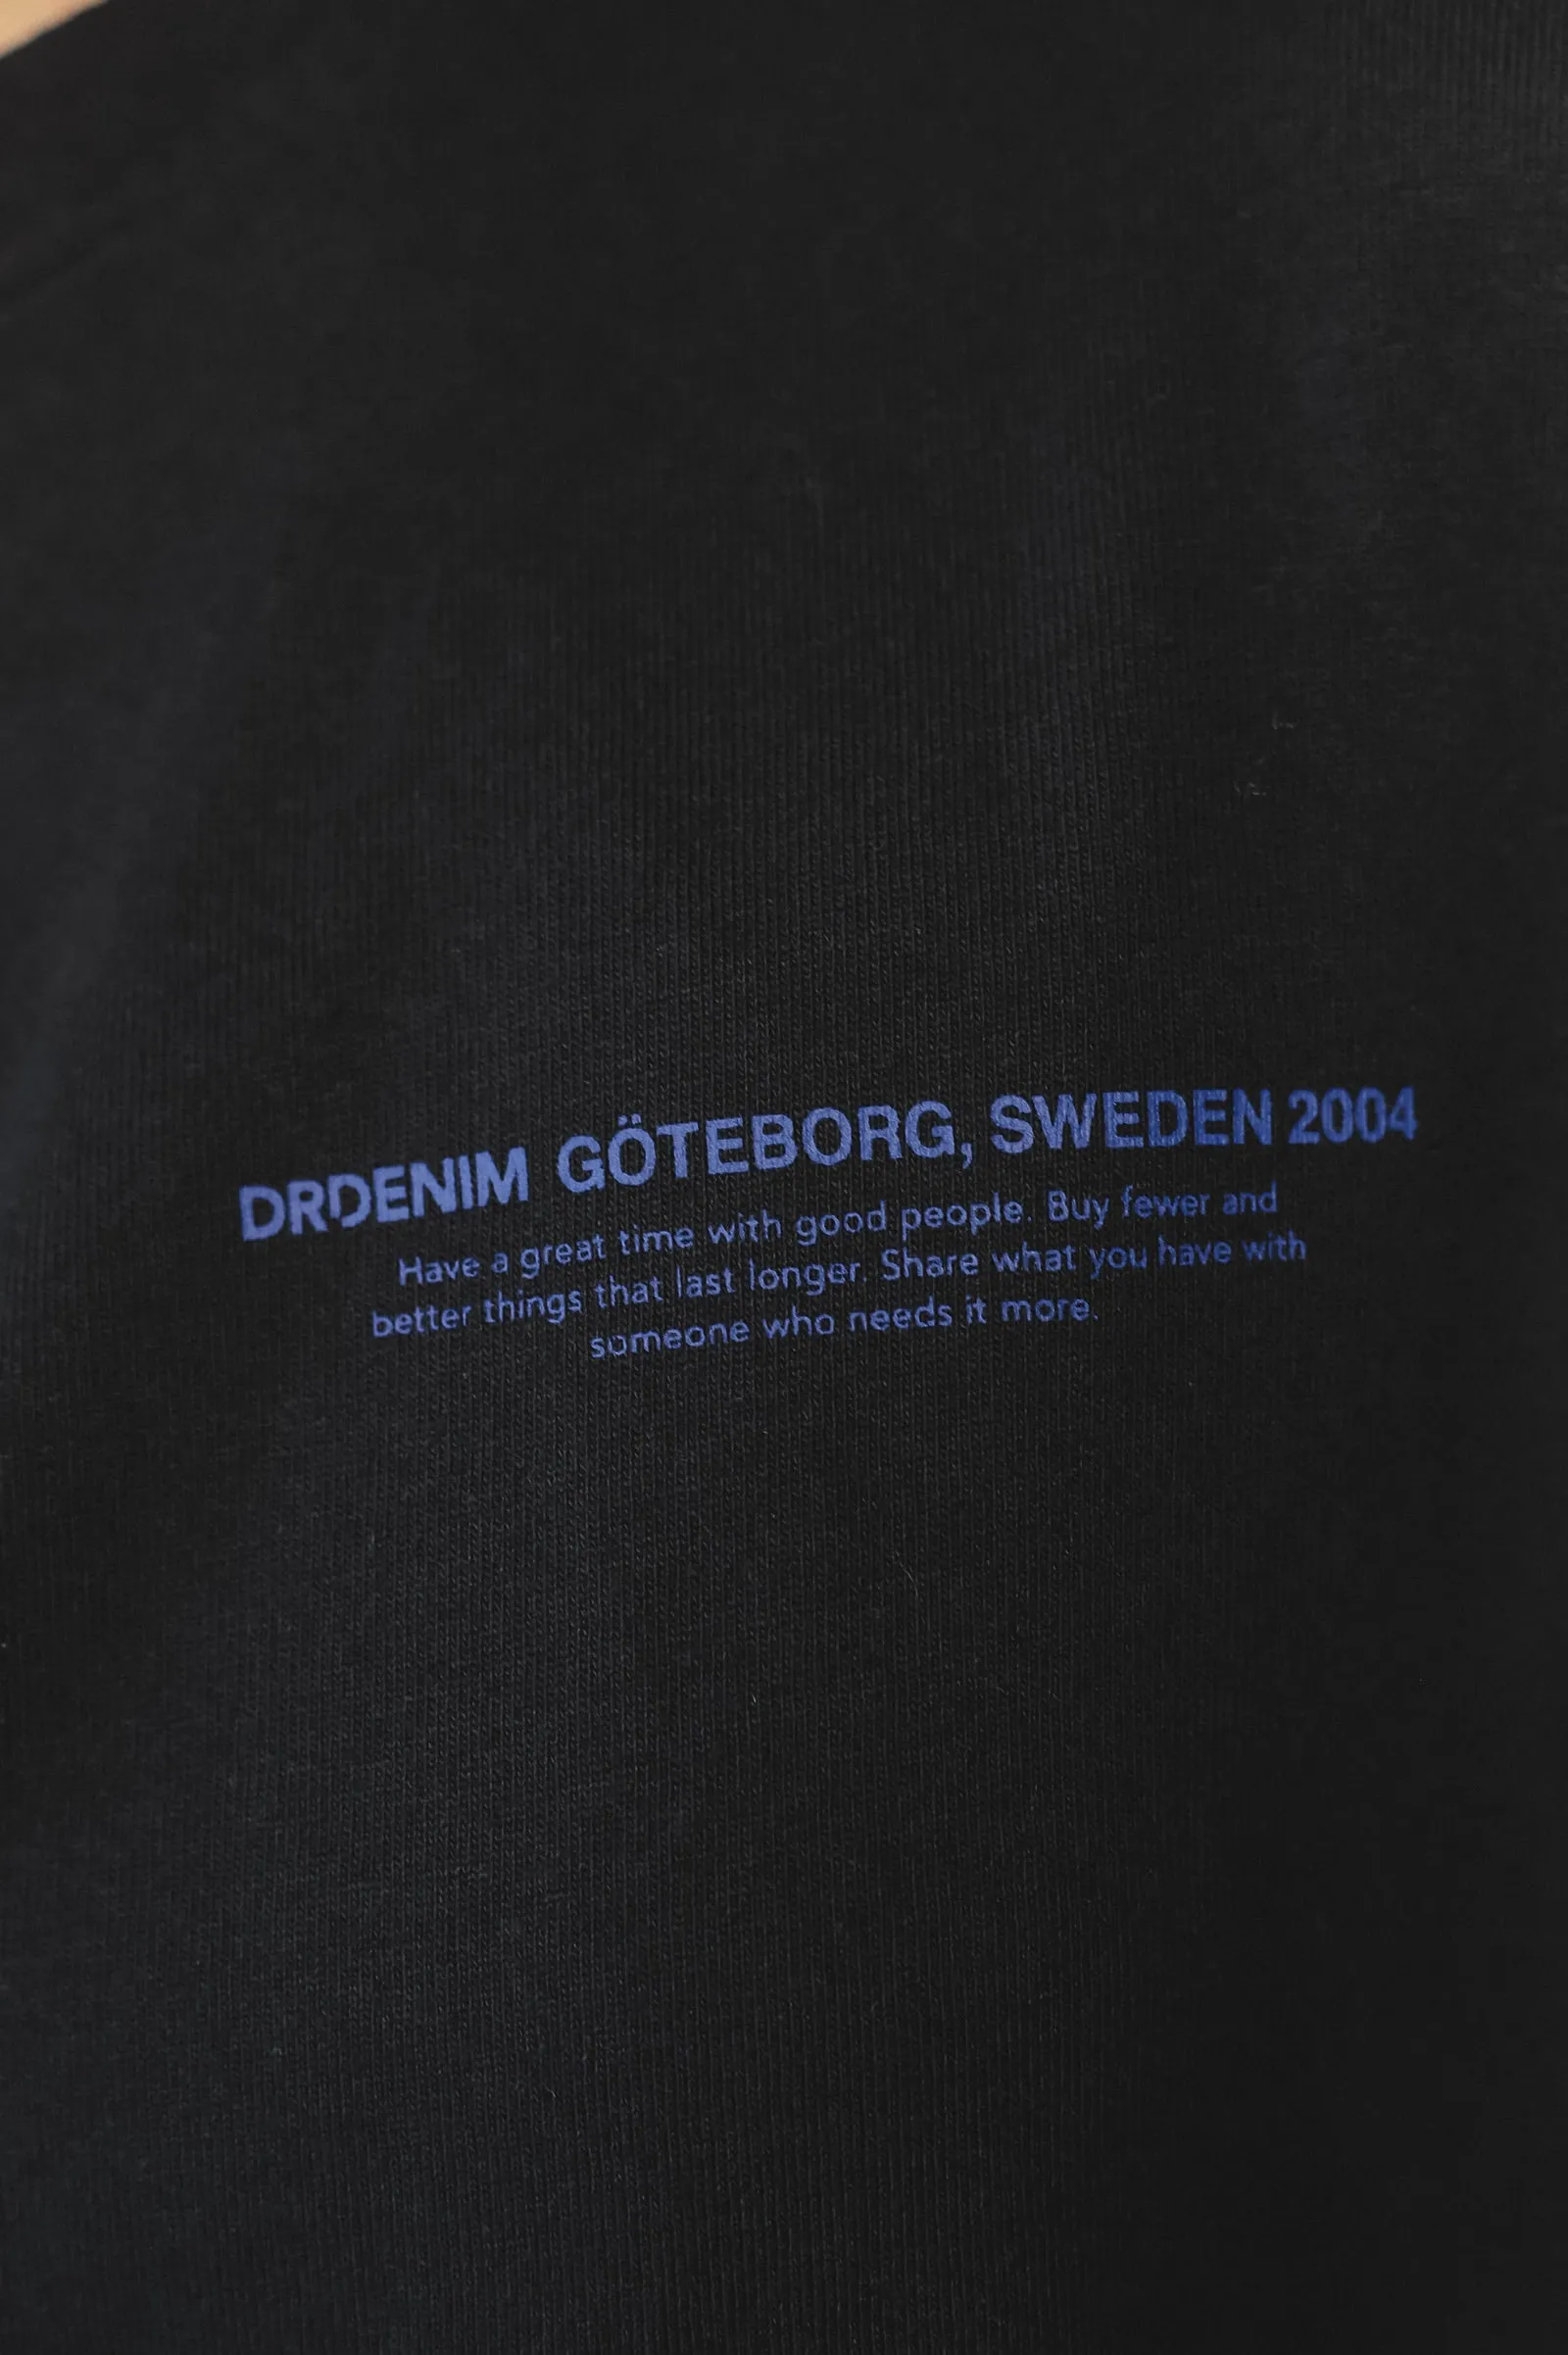 DRDENIM GÖTEBORG, SWEDEN 2004
Have a great time with good people. Buy fewer and
better things that last longer. Share what you have with
someone who needs it more.